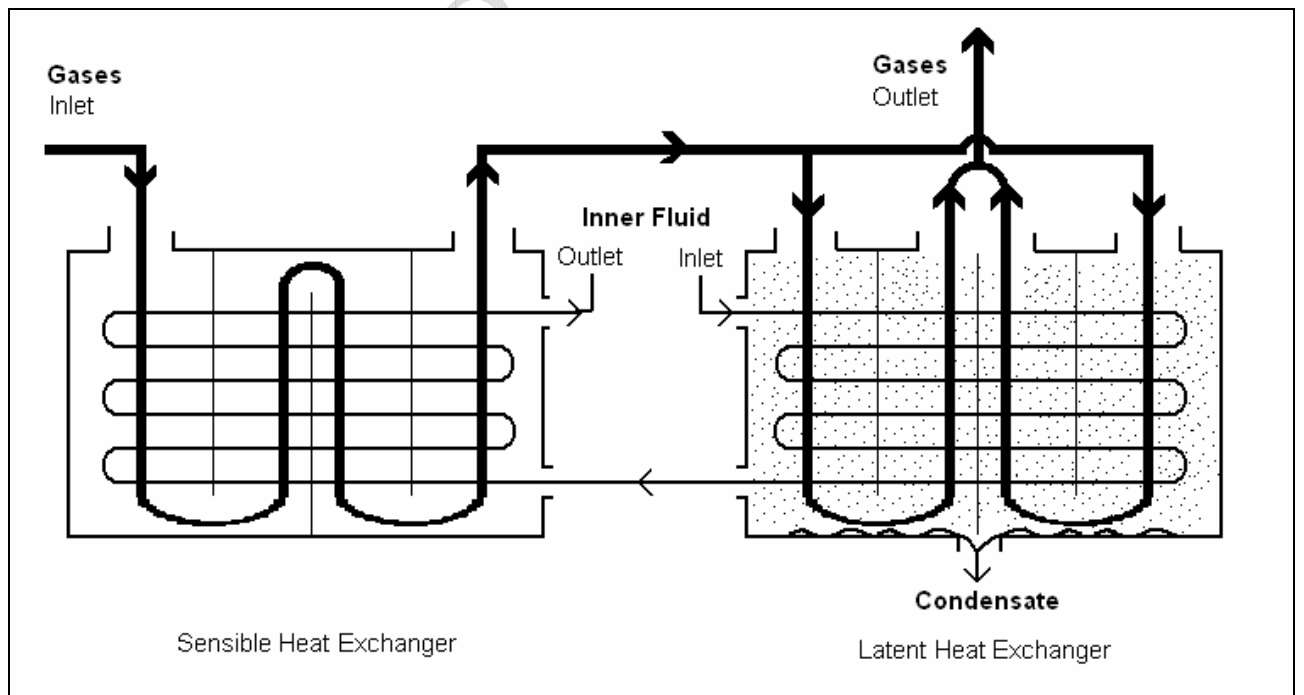 Gases
Inlet
Gases
Outlet
Inner Fluid
Outlet
Inlet
Condensate
Sensible Heat Exchanger
Latent Heat Exchanger